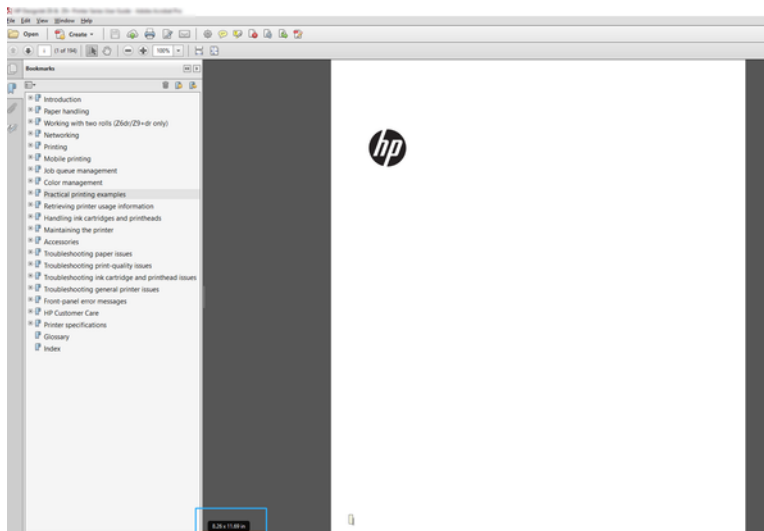 File Edit View Window Help
Open Create
1 (1 of 194) 100%
Bookmarks
Introduction
Paper handling
Working with two rolls (Z6dr/Z9+dr only)
Networking
Printing
Mobile printing
Job queue management
Color management
Practical printing examples
Retrieving printer usage information
Handling ink cartridges and printheads
Maintaining the printer
Accessories
Troubleshooting paper issues
Troubleshooting print-quality issues
Troubleshooting ink cartridge and printhead issues
Troubleshooting general printer issues
Front-panel error messages
HP Customer Care
Printer specifications
Glossary
Index
hp
8.26 x 11.69 in